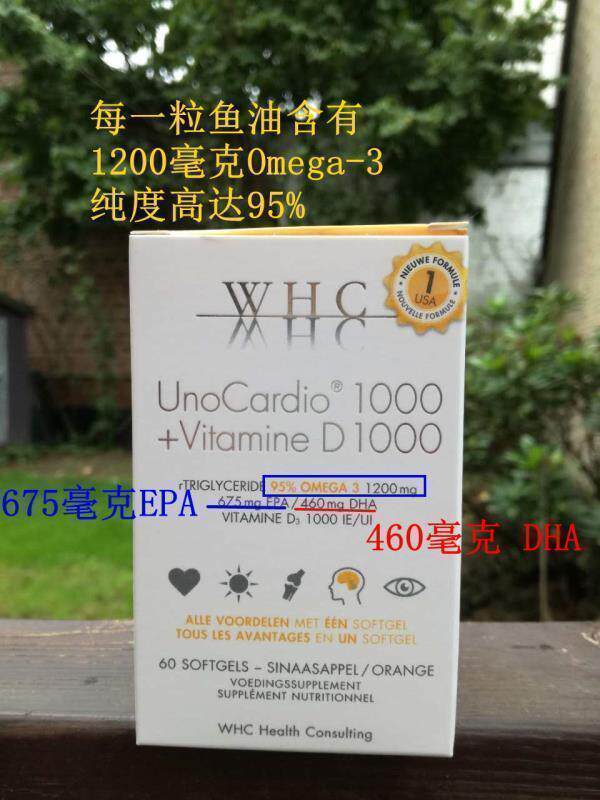 每一粒鱼油含有
1200毫克Omega-3
纯度高达95%
NIEUWE FORMULE
1
USA
NOUVELLE FORMULE
WHC
UnoCardio® 1000
+Vitamine D 1000
rTRIGLYCERIDE 95% OMEGA 3 1200mg
675mg EPA / 460mg DHA
675毫克EPA
VITAMINE D₃ 1000 IE/UI
460毫克 DHA
ALLE VOORDELEN MET ÉÉN SOFTGEL
TOUS LES AVANTAGES EN UN SOFTGEL
60 SOFTGELS – SINAASAPPEL/ORANGE
VOEDINGSSUPPLEMENT
SUPPLÉMENT NUTRITIONNEL
WHC Health Consulting